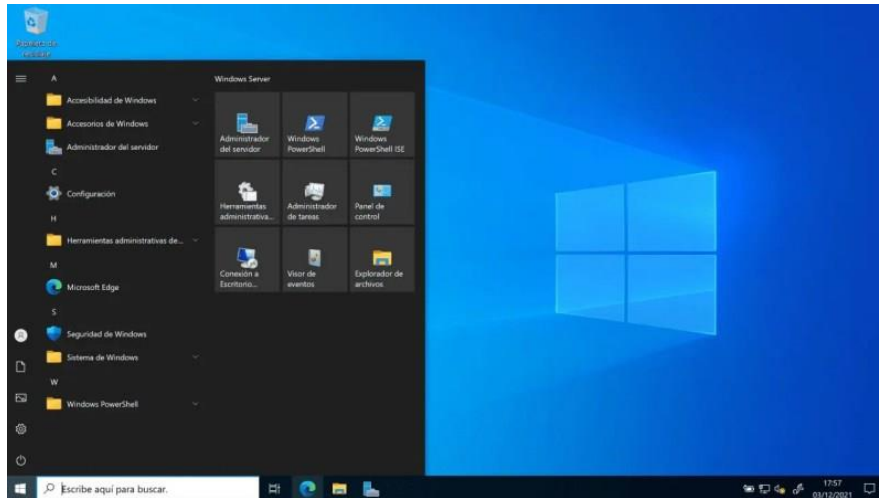 Papelera de
reciclaje
A
Accesibilidad de Windows
Accesorios de Windows
Administrador del servidor
C
Configuración
H
Herramientas administrativas de...
M
Microsoft Edge
S
Seguridad de Windows
Sistema de Windows
W
Windows PowerShell
Windows Server
Administrador
del servidor
Windows
PowerShell
Windows
PowerShell ISE
Herramientas
administrativa...
Administrador
de tareas
Panel de
control
Conexión a
Escritorio...
Visor de
eventos
Explorador de
archivos
Escribe aquí para buscar.
17:57
03/12/2021